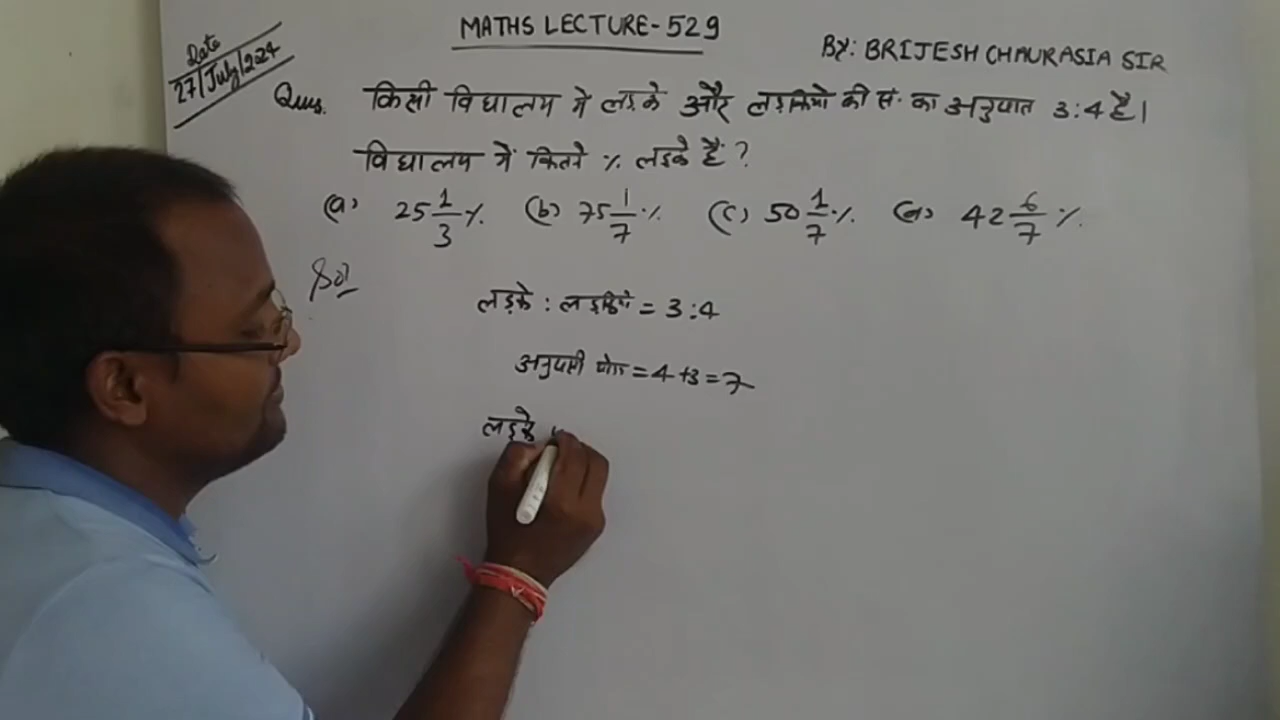 MATHS LECTURE-529
Date
27/July/2024
BY: BRIJESH CHAURASIA SIR
Ques. किसी विद्यालय मे लड़के और लड़कियो की सं. का अनुपात 3:4 है।
विद्यालय में कितने % लड़के हैं ?
(a) 25 1/3 % (b) 75 1/7 % (c) 50 1/7 % (d) 42 6/7 %
Sol
लड़के : लड़कियो = 3:4
अनुपाती योग = 4+3=7
लड़के